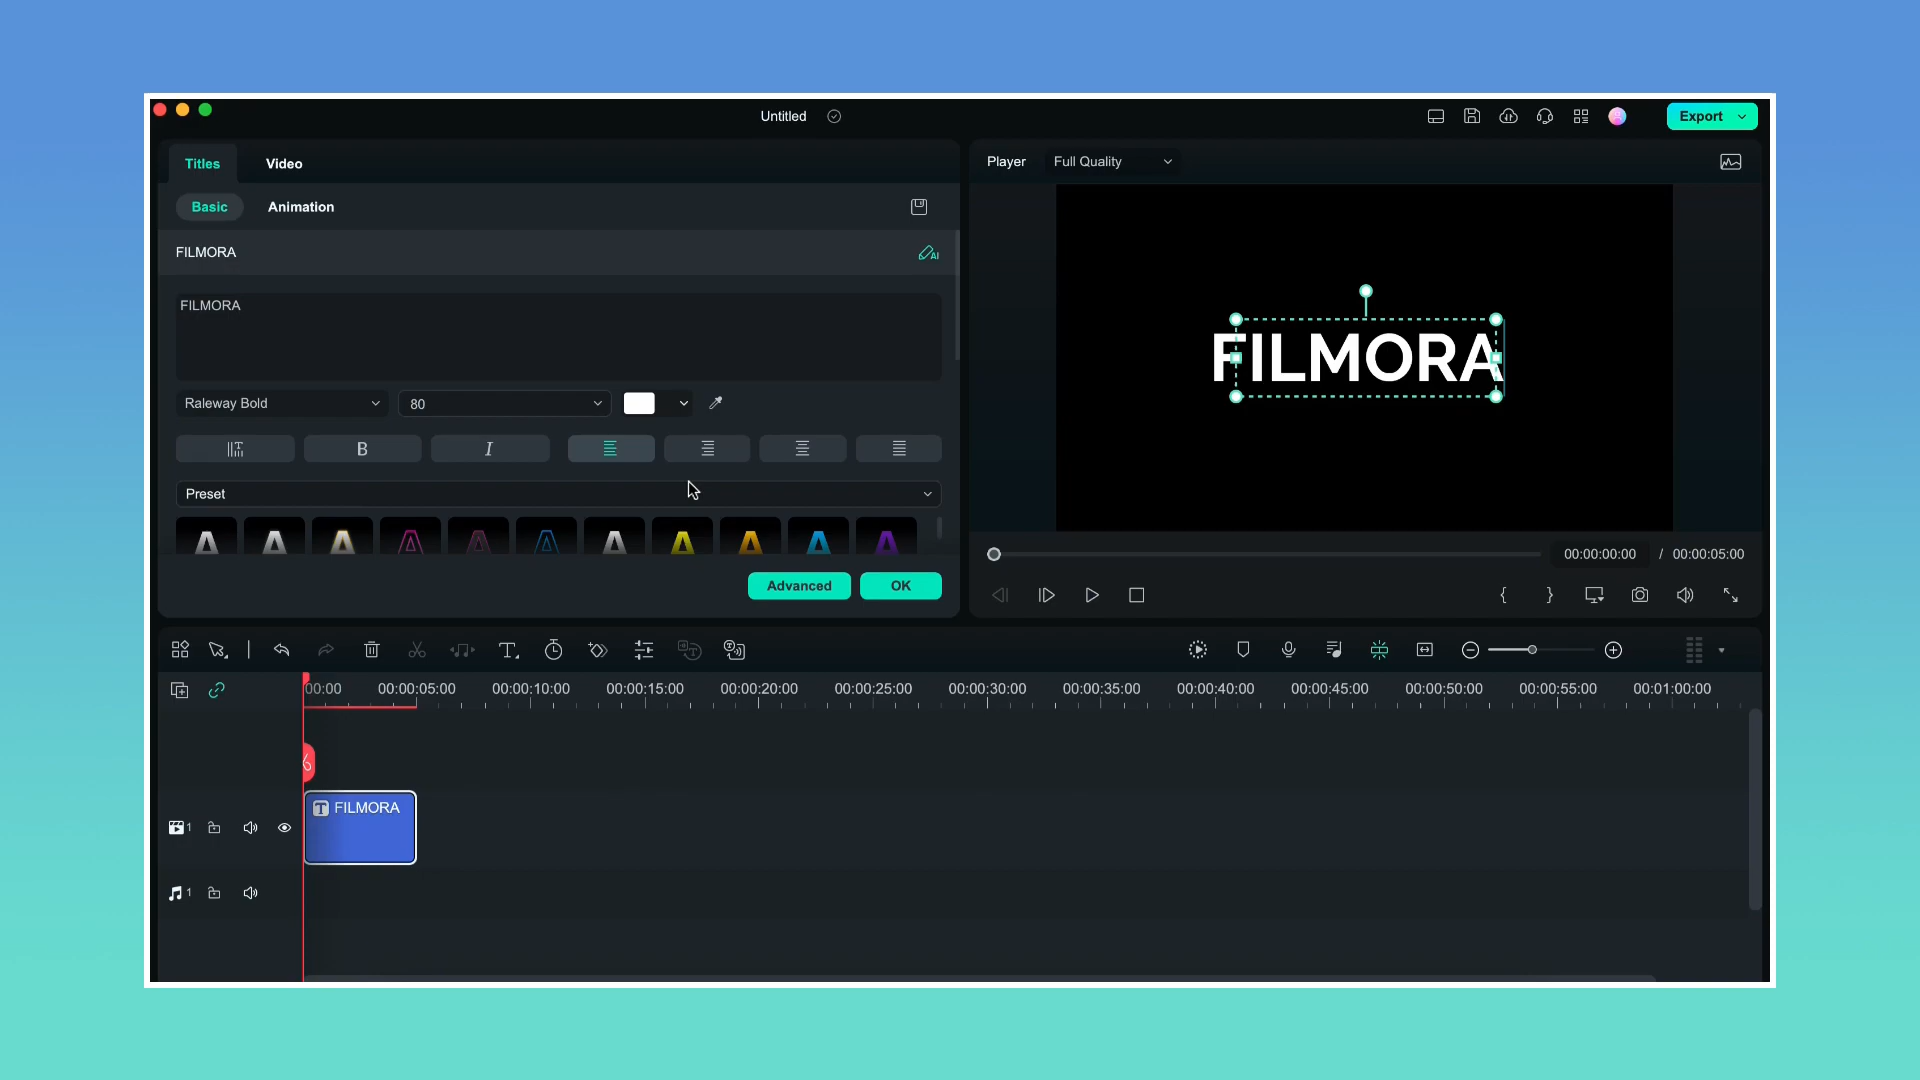 Untitled
Export
Titles
Video
Player
Full Quality
Basic
Animation
FILMORA
AI
FILMORA
Raleway Bold
80
B
I
Preset
A A A A A A A A A A A
Advanced
OK
FILMORA
00:00:00:00 / 00:00:05:00
00:00 00:00:05:00 00:00:10:00 00:00:15:00 00:00:20:00 00:00:25:00 00:00:30:00 00:00:35:00 00:00:40:00 00:00:45:00 00:00:50:00 00:00:55:00 00:01:00:00
T FILMORA
1
1